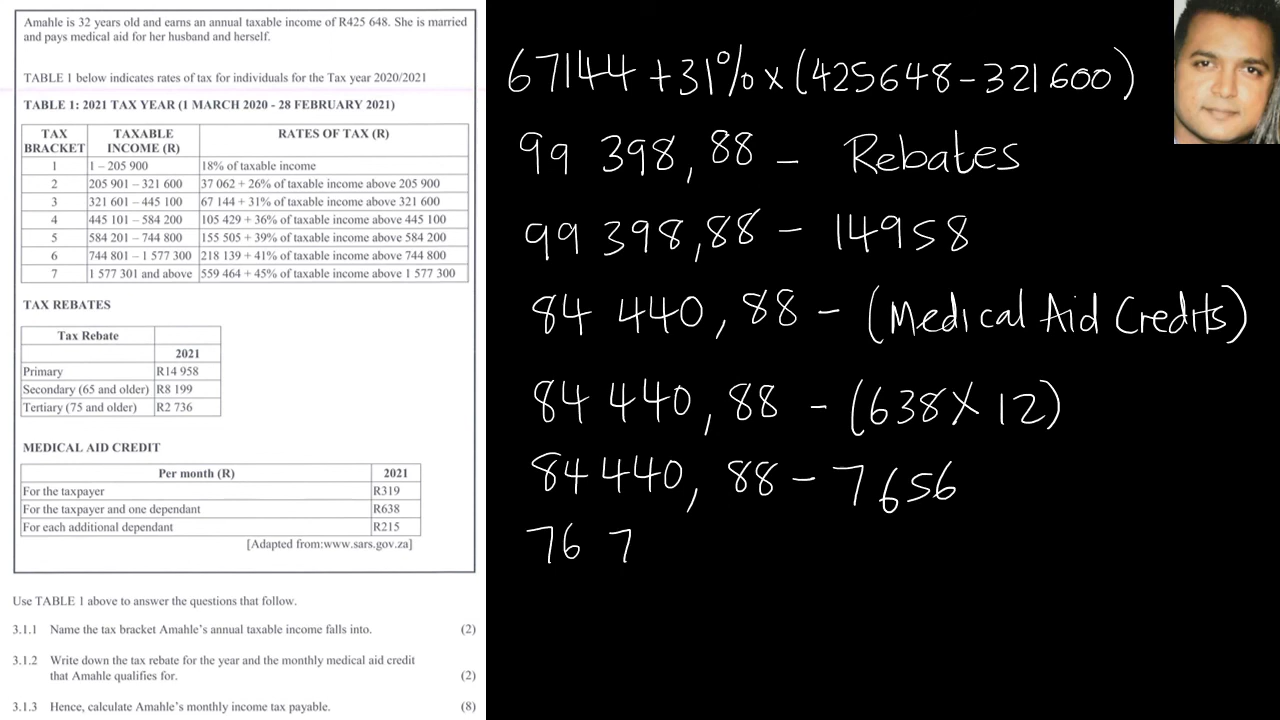 Amahle is 32 years old and earns an annual taxable income of R425 648. She is married
and pays medical aid for her husband and herself.
TABLE 1 below indicates rates of tax for individuals for the Tax year 2020/2021
TABLE 1: 2021 TAX YEAR (1 MARCH 2020 - 28 FEBRUARY 2021)
TAX BRACKET TAXABLE INCOME (R) RATES OF TAX (R)
1 1 – 205 900 18% of taxable income
2 205 901 – 321 600 37 062 + 26% of taxable income above 205 900
3 321 601 – 445 100 67 144 + 31% of taxable income above 321 600
4 445 101 – 584 200 105 429 + 36% of taxable income above 445 100
5 584 201 – 744 800 155 505 + 39% of taxable income above 584 200
6 744 801 – 1 577 300 218 139 + 41% of taxable income above 744 800
7 1 577 301 and above 559 464 + 45% of taxable income above 1 577 300
TAX REBATES
Tax Rebate
2021
Primary R14 958
Secondary (65 and older) R8 199
Tertiary (75 and older) R2 736
MEDICAL AID CREDIT
Per month (R) 2021
For the taxpayer R319
For the taxpayer and one dependant R638
For each additional dependant R215
[Adapted from:www.sars.gov.za]
Use TABLE 1 above to answer the questions that follow.
3.1.1 Name the tax bracket Amahle's annual taxable income falls into. (2)
3.1.2 Write down the tax rebate for the year and the monthly medical aid credit
that Amahle qualifies for. (2)
3.1.3 Hence, calculate Amahle's monthly income tax payable. (8)
67144 + 31% x (425648 - 321600)
99 398,88 - Rebates
99 398,88 - 14958
84 440,88 - (Medical Aid Credits)
84 440,88 - (638 X 12)
84 440,88 - 7656
76 7